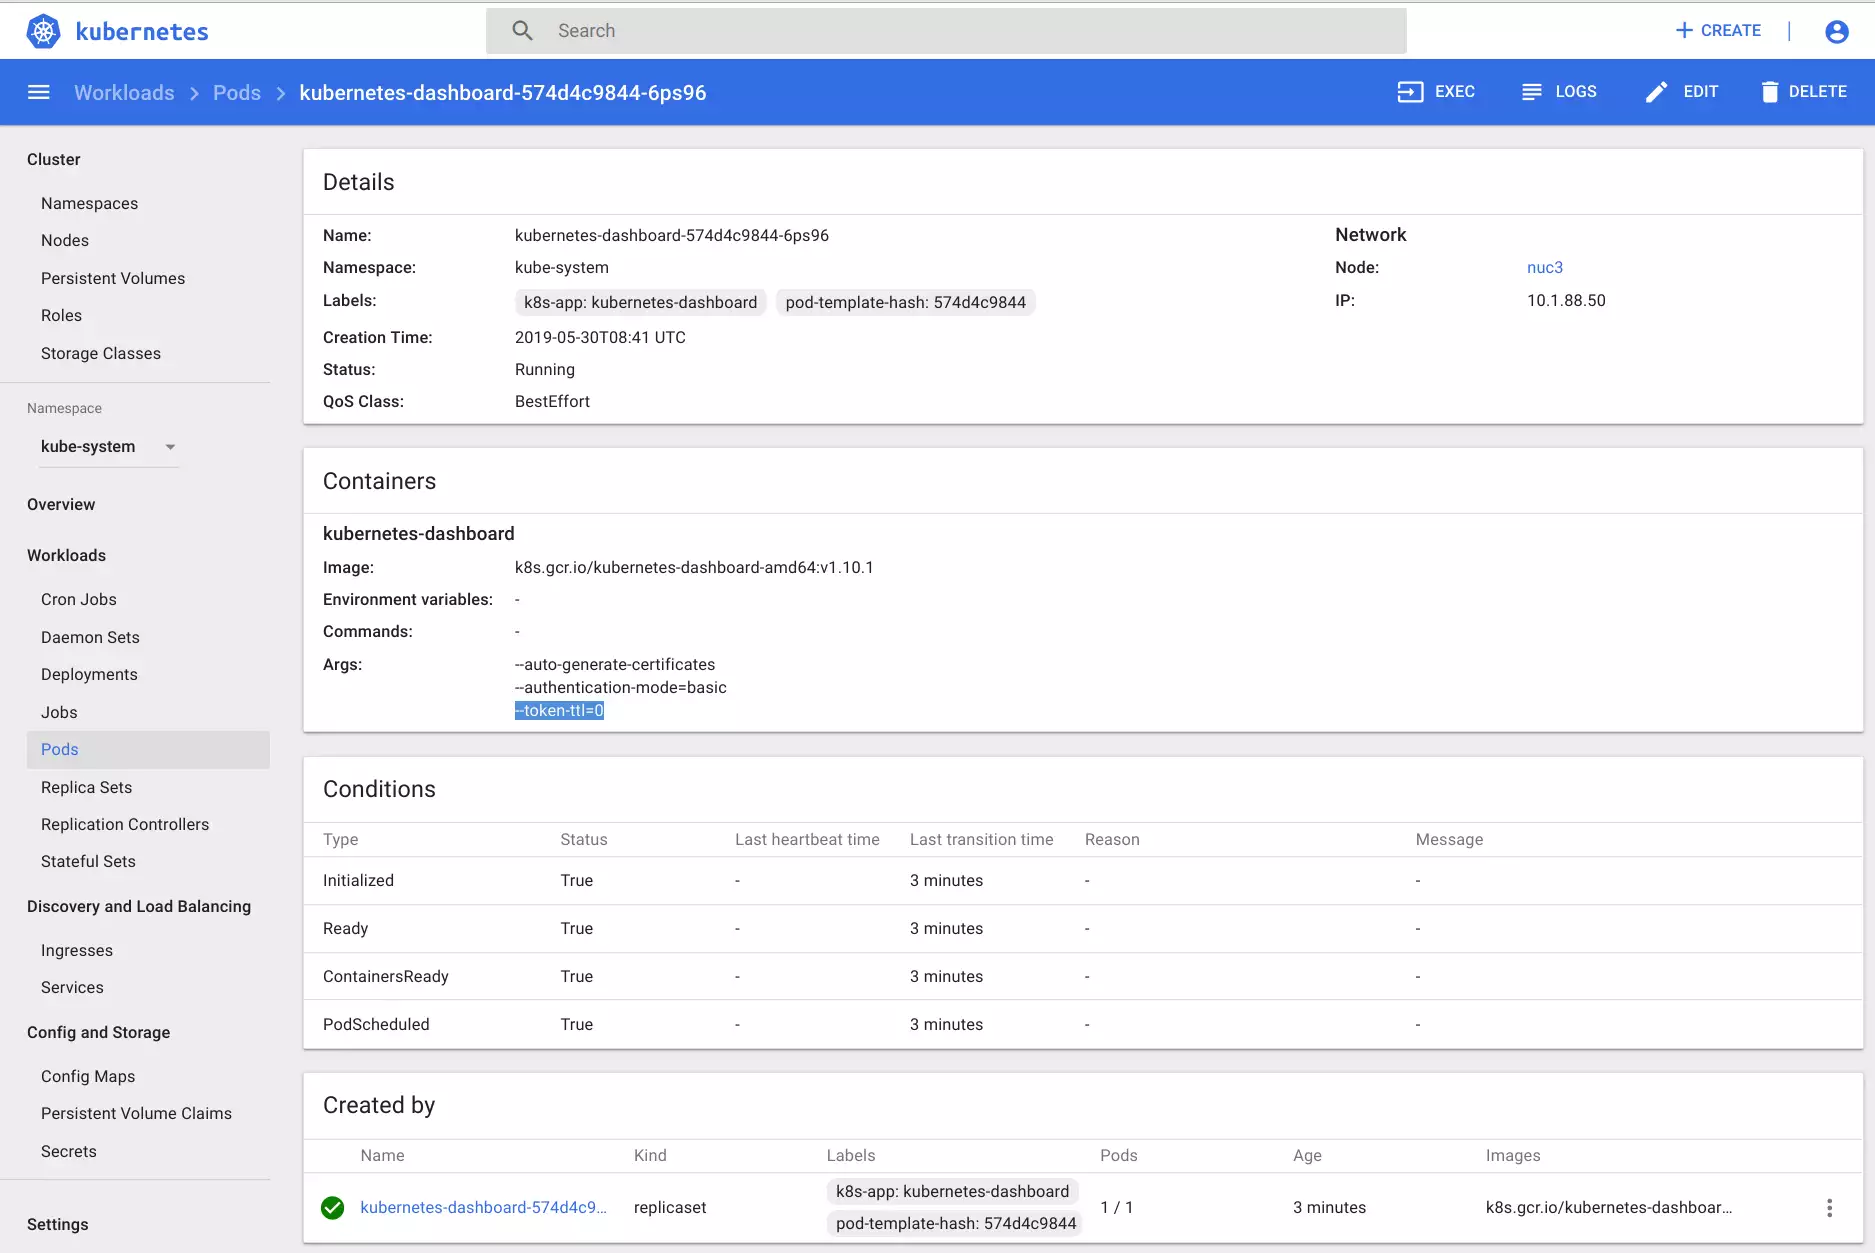 kubernetes
Search
CREATE
Workloads > Pods > kubernetes-dashboard-574d4c9844-6ps96
EXEC
LOGS
EDIT
DELETE
Cluster
Namespaces
Nodes
Persistent Volumes
Roles
Storage Classes
Namespace
kube-system
Overview
Workloads
Cron Jobs
Daemon Sets
Deployments
Jobs
Pods
Replica Sets
Replication Controllers
Stateful Sets
Discovery and Load Balancing
Ingresses
Services
Config and Storage
Config Maps
Persistent Volume Claims
Secrets
Settings
Details
Name: kubernetes-dashboard-574d4c9844-6ps96
Namespace: kube-system
Labels: k8s-app: kubernetes-dashboard pod-template-hash: 574d4c9844
Creation Time: 2019-05-30T08:41 UTC
Status: Running
QoS Class: BestEffort
Network
Node: nuc3
IP: 10.1.88.50
Containers
kubernetes-dashboard
Image: k8s.gcr.io/kubernetes-dashboard-amd64:v1.10.1
Environment variables: -
Commands: -
Args: --auto-generate-certificates
--authentication-mode=basic
--token-ttl=0
Conditions
Type Status Last heartbeat time Last transition time Reason Message
Initialized True - 3 minutes - -
Ready True - 3 minutes - -
ContainersReady True - 3 minutes - -
PodScheduled True - 3 minutes - -
Created by
Name Kind Labels Pods Age Images
kubernetes-dashboard-574d4c9... replicaset k8s-app: kubernetes-dashboard 1 / 1 3 minutes k8s.gcr.io/kubernetes-dashboar...
pod-template-hash: 574d4c9844